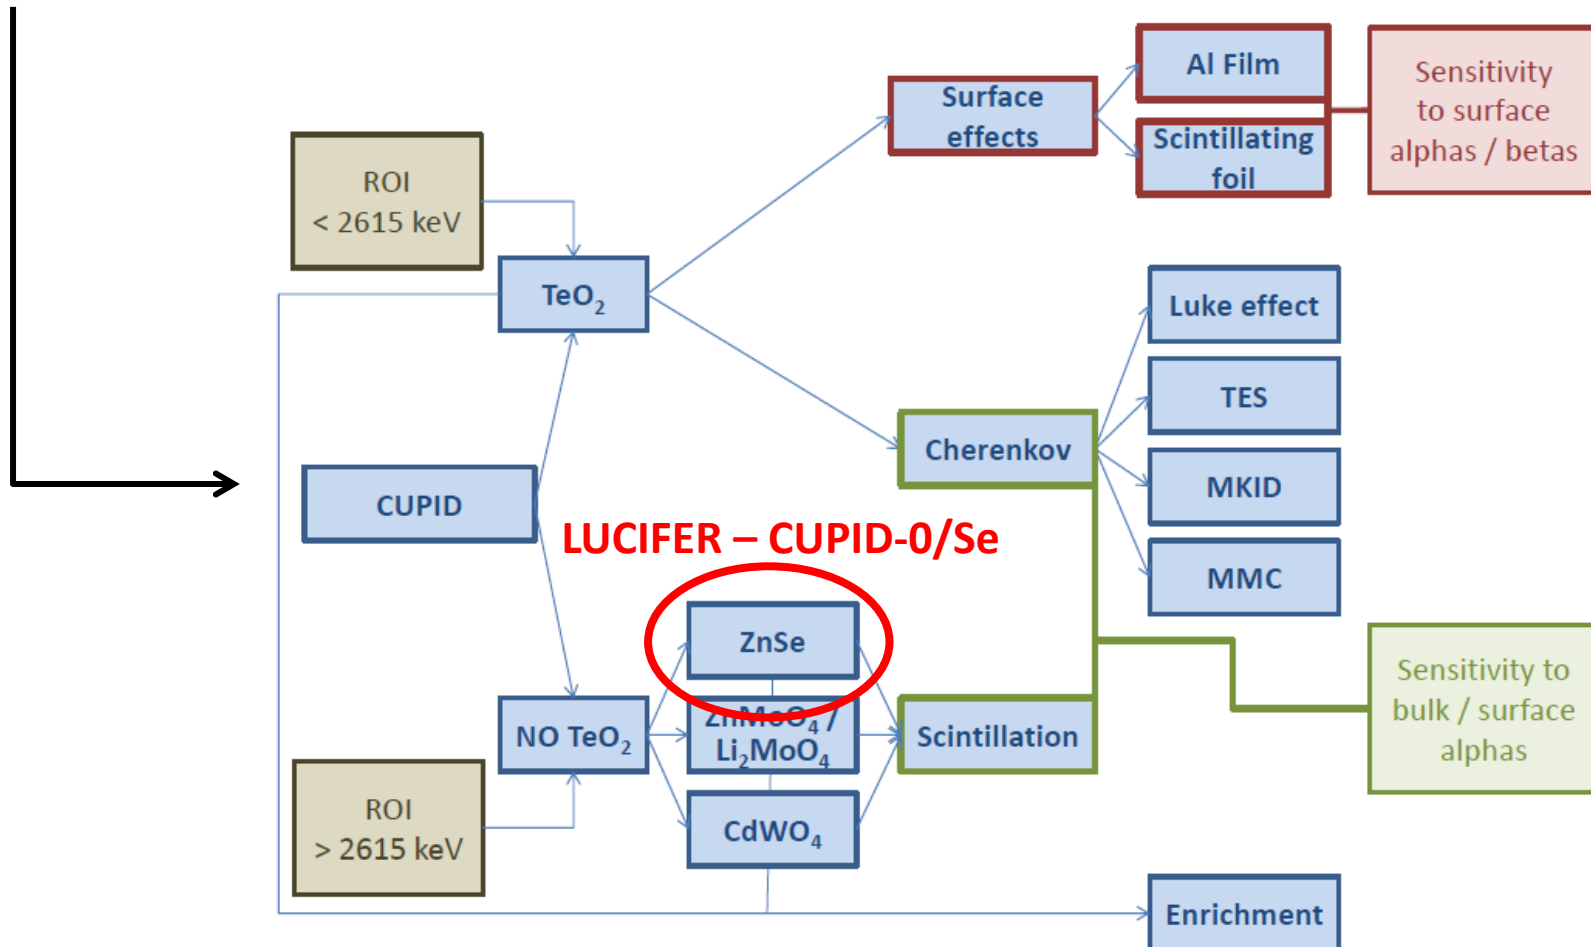 Al Film
Surface
effects
Scintillating
foil
Sensitivity
to surface
alphas / betas
ROI
< 2615 keV
TeO₂
Luke effect
TES
Cherenkov
MKID
CUPID
MMC
LUCIFER – CUPID-0/Se
ZnSe
NO TeO₂
ZnMoO₄ /
Li₂MoO₄
Scintillation
Sensitivity to
bulk / surface
alphas
ROI
> 2615 keV
CdWO₄
Enrichment